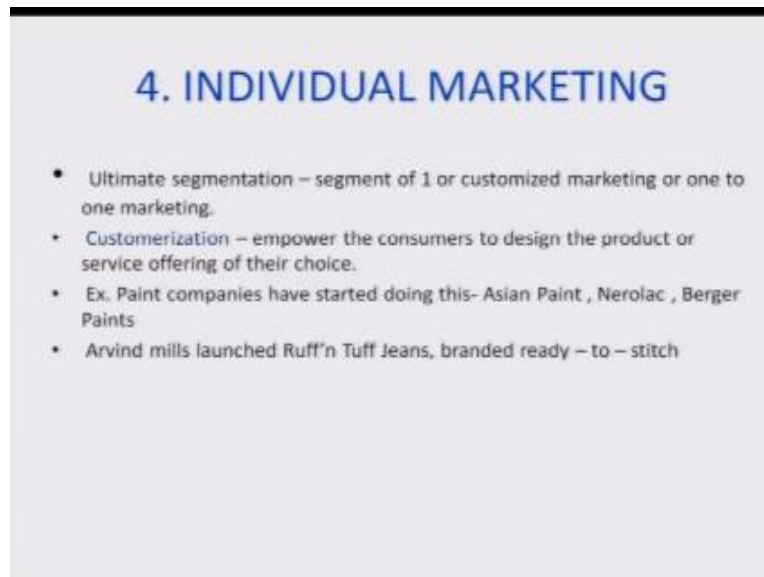 4. INDIVIDUAL MARKETING
• Ultimate segmentation – segment of 1 or customized marketing or one to
one marketing.
• Customerization – empower the consumers to design the product or
service offering of their choice.
• Ex. Paint companies have started doing this- Asian Paint , Nerolac , Berger
Paints
• Arvind mills launched Ruff'n Tuff Jeans, branded ready – to – stitch